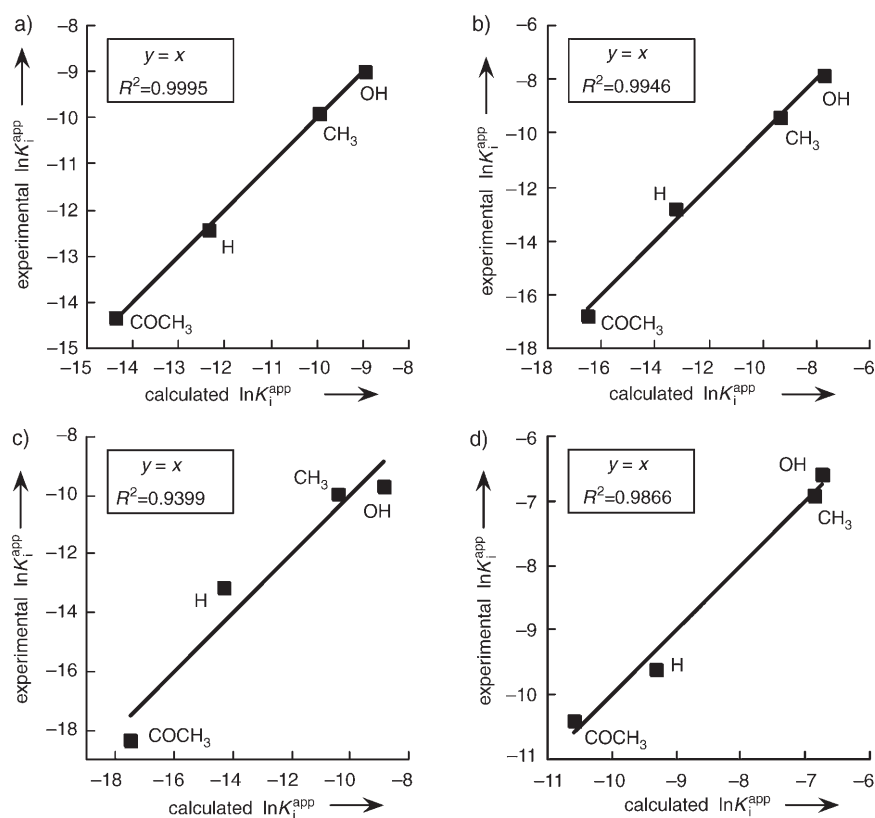 a)
y = x
R²=0.9995
experimental lnKᵢᵃᵖᵖ
−8
−9
−10
−11
−12
−13
−14
−15
OH
CH₃
H
COCH₃
−15 −14 −13 −12 −11 −10 −9 −8
calculated lnKᵢᵃᵖᵖ
b)
y = x
R²=0.9946
experimental lnKᵢᵃᵖᵖ
−6
−8
−10
−12
−14
−16
−18
OH
CH₃
H
COCH₃
−18 −16 −14 −12 −10 −8 −6
calculated lnKᵢᵃᵖᵖ
c)
y = x
R²=0.9399
experimental lnKᵢᵃᵖᵖ
−8
−10
−12
−14
−16
−18
CH₃
OH
H
COCH₃
−18 −16 −14 −12 −10 −8
calculated lnKᵢᵃᵖᵖ
d)
y = x
R²=0.9866
experimental lnKᵢᵃᵖᵖ
−6
−7
−8
−9
−10
−11
OH
CH₃
H
COCH₃
−11 −10 −9 −8 −7 −6
calculated lnKᵢᵃᵖᵖ